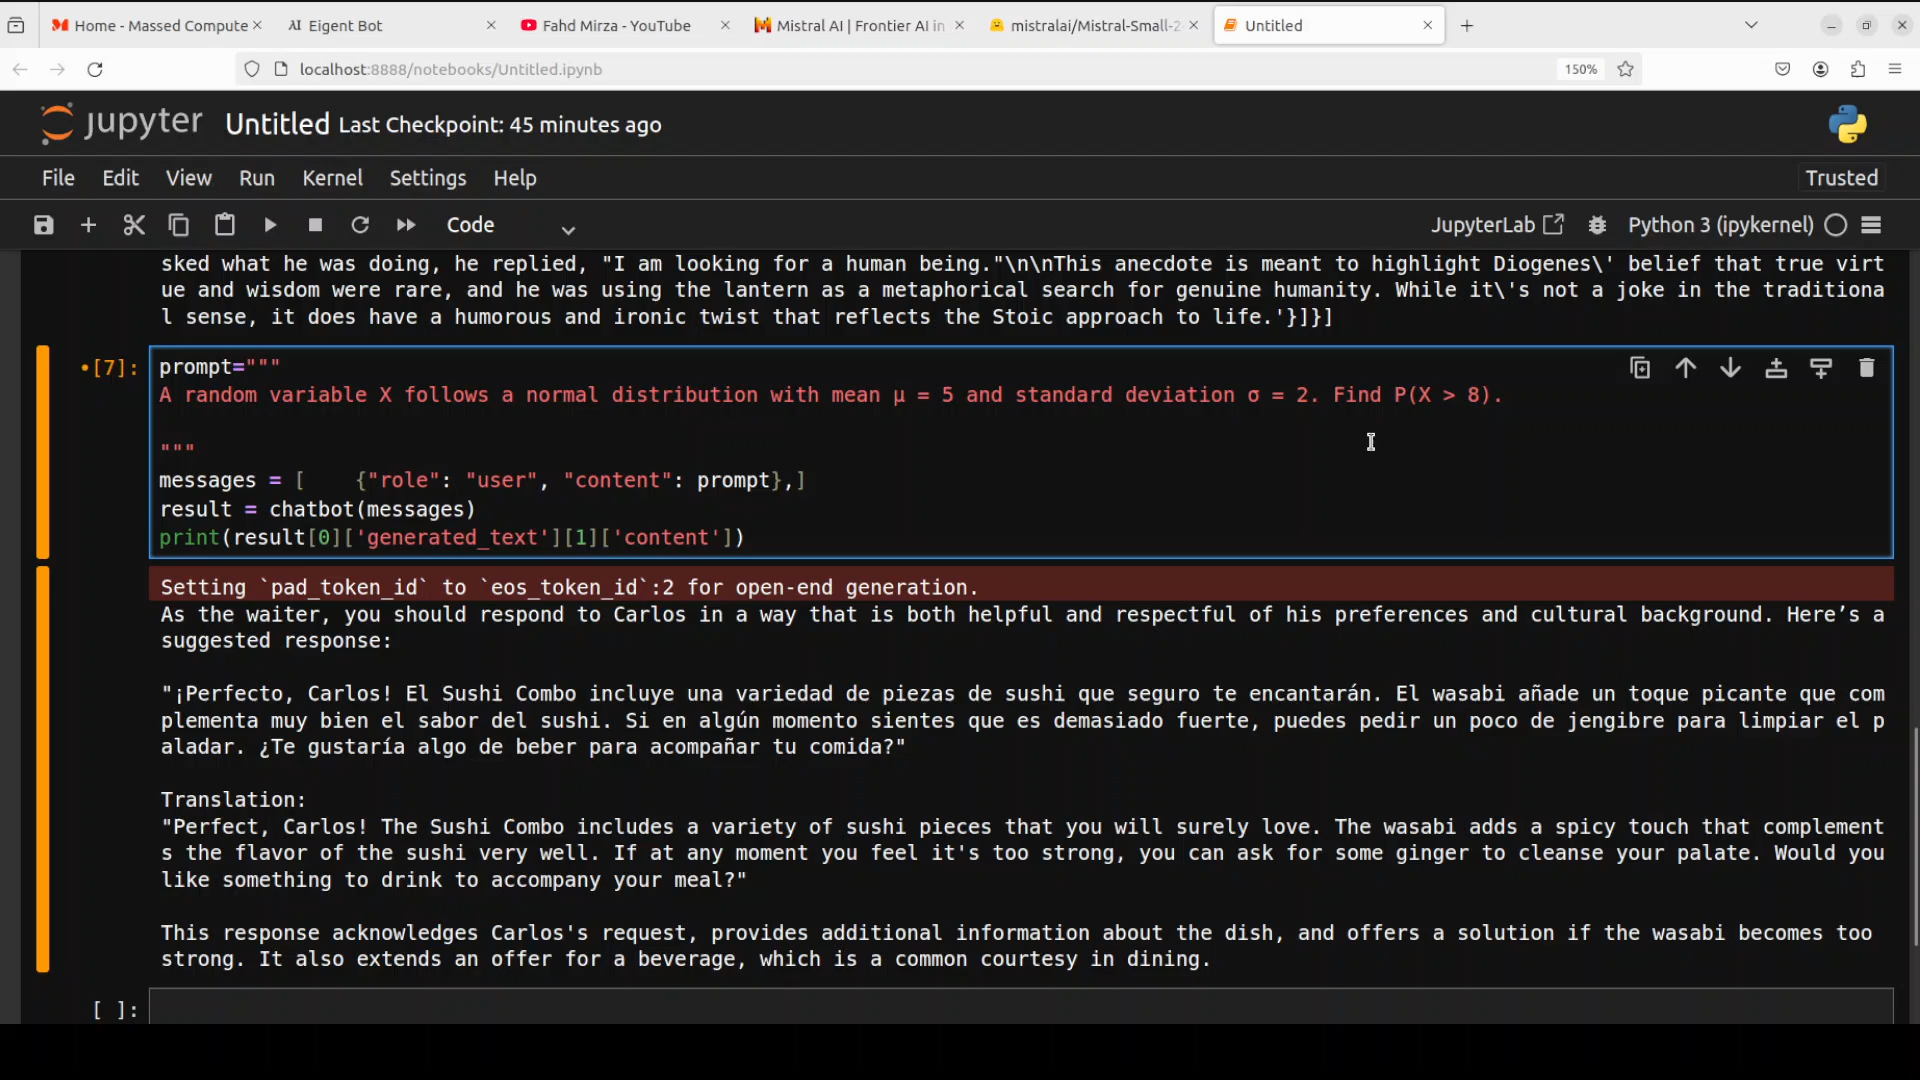 Home - Massed Compute
AI Eigent Bot
Fahd Mirza - YouTube
Mistral AI | Frontier AI in
mistralai/Mistral-Small-2
Untitled
localhost:8888/notebooks/Untitled.ipynb
150%
jupyter Untitled Last Checkpoint: 45 minutes ago
File Edit View Run Kernel Settings Help
Trusted
Code
JupyterLab
Python 3 (ipykernel)
sked what he was doing, he replied, "I am looking for a human being."\n\nThis anecdote is meant to highlight Diogenes\' belief that true virt
ue and wisdom were rare, and he was using the lantern as a metaphorical search for genuine humanity. While it\'s not a joke in the traditiona
l sense, it does have a humorous and ironic twist that reflects the Stoic approach to life.'}]}]
•[7]: prompt="""
A random variable X follows a normal distribution with mean μ = 5 and standard deviation σ = 2. Find P(X > 8).
"""
messages = [    {"role": "user", "content": prompt},]
result = chatbot(messages)
print(result[0]['generated_text'][1]['content'])
Setting `pad_token_id` to `eos_token_id`:2 for open-end generation.
As the waiter, you should respond to Carlos in a way that is both helpful and respectful of his preferences and cultural background. Here’s a
suggested response:
"¡Perfecto, Carlos! El Sushi Combo incluye una variedad de piezas de sushi que seguro te encantarán. El wasabi añade un toque picante que com
plementa muy bien el sabor del sushi. Si en algún momento sientes que es demasiado fuerte, puedes pedir un poco de jengibre para limpiar el p
aladar. ¿Te gustaría algo de beber para acompañar tu comida?"
Translation:
"Perfect, Carlos! The Sushi Combo includes a variety of sushi pieces that you will surely love. The wasabi adds a spicy touch that complement
s the flavor of the sushi very well. If at any moment you feel it's too strong, you can ask for some ginger to cleanse your palate. Would you
like something to drink to accompany your meal?"
This response acknowledges Carlos's request, provides additional information about the dish, and offers a solution if the wasabi becomes too
strong. It also extends an offer for a beverage, which is a common courtesy in dining.
[ ]: